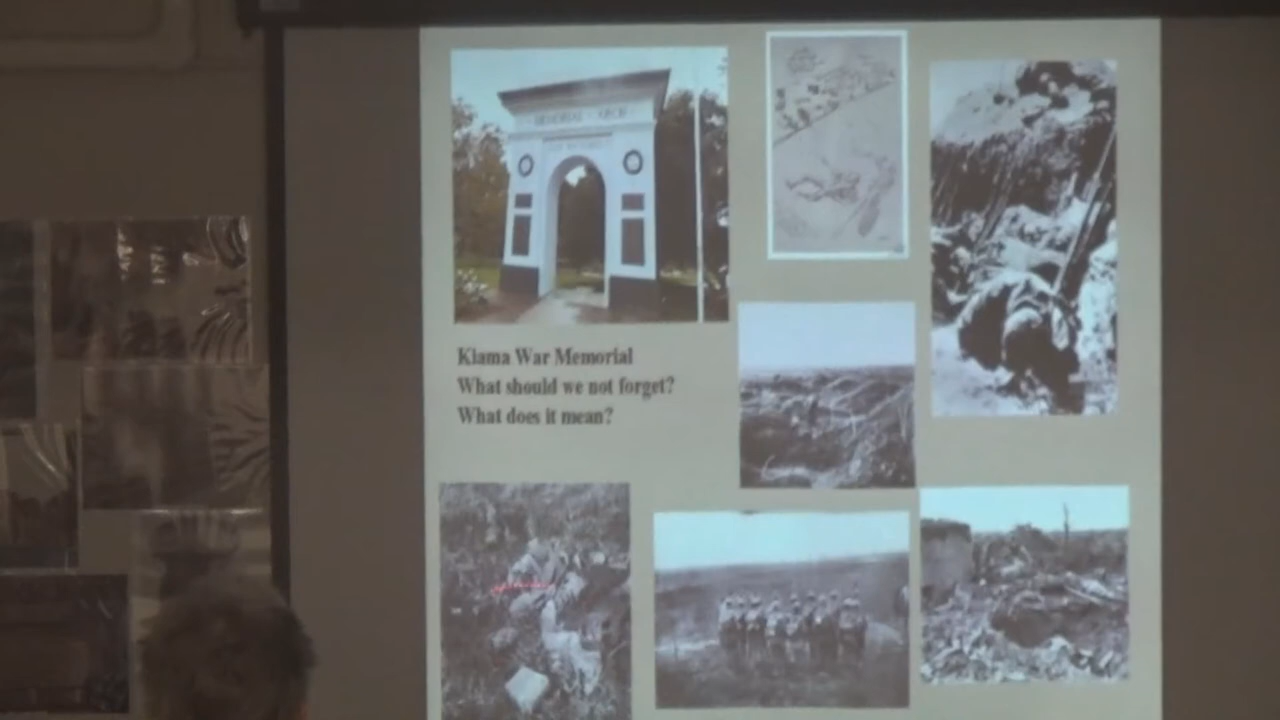 MEMORIAL ARCH
Kiama War Memorial
What should we not forget?
What does it mean?